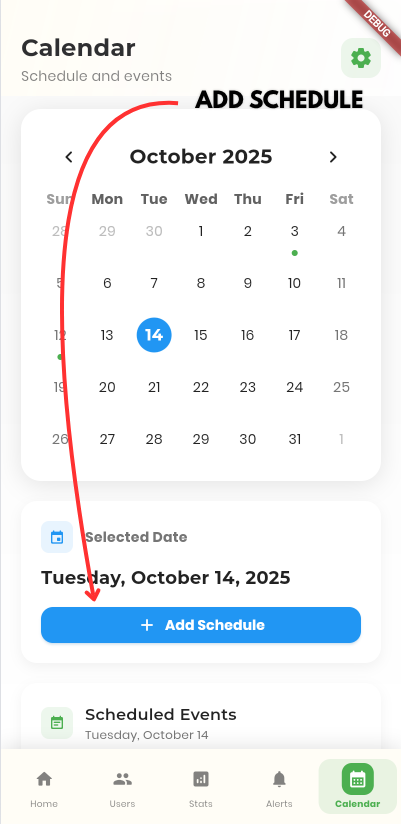 DEBUG
Calendar
Schedule and events
ADD SCHEDULE
October 2025
Sun Mon Tue Wed Thu Fri Sat
28 29 30 1 2 3 4
5 6 7 8 9 10 11
12 13 14 15 16 17 18
19 20 21 22 23 24 25
26 27 28 29 30 31 1
Selected Date
Tuesday, October 14, 2025
+ Add Schedule
Scheduled Events
Tuesday, October 14
Home Users Stats Alerts Calendar